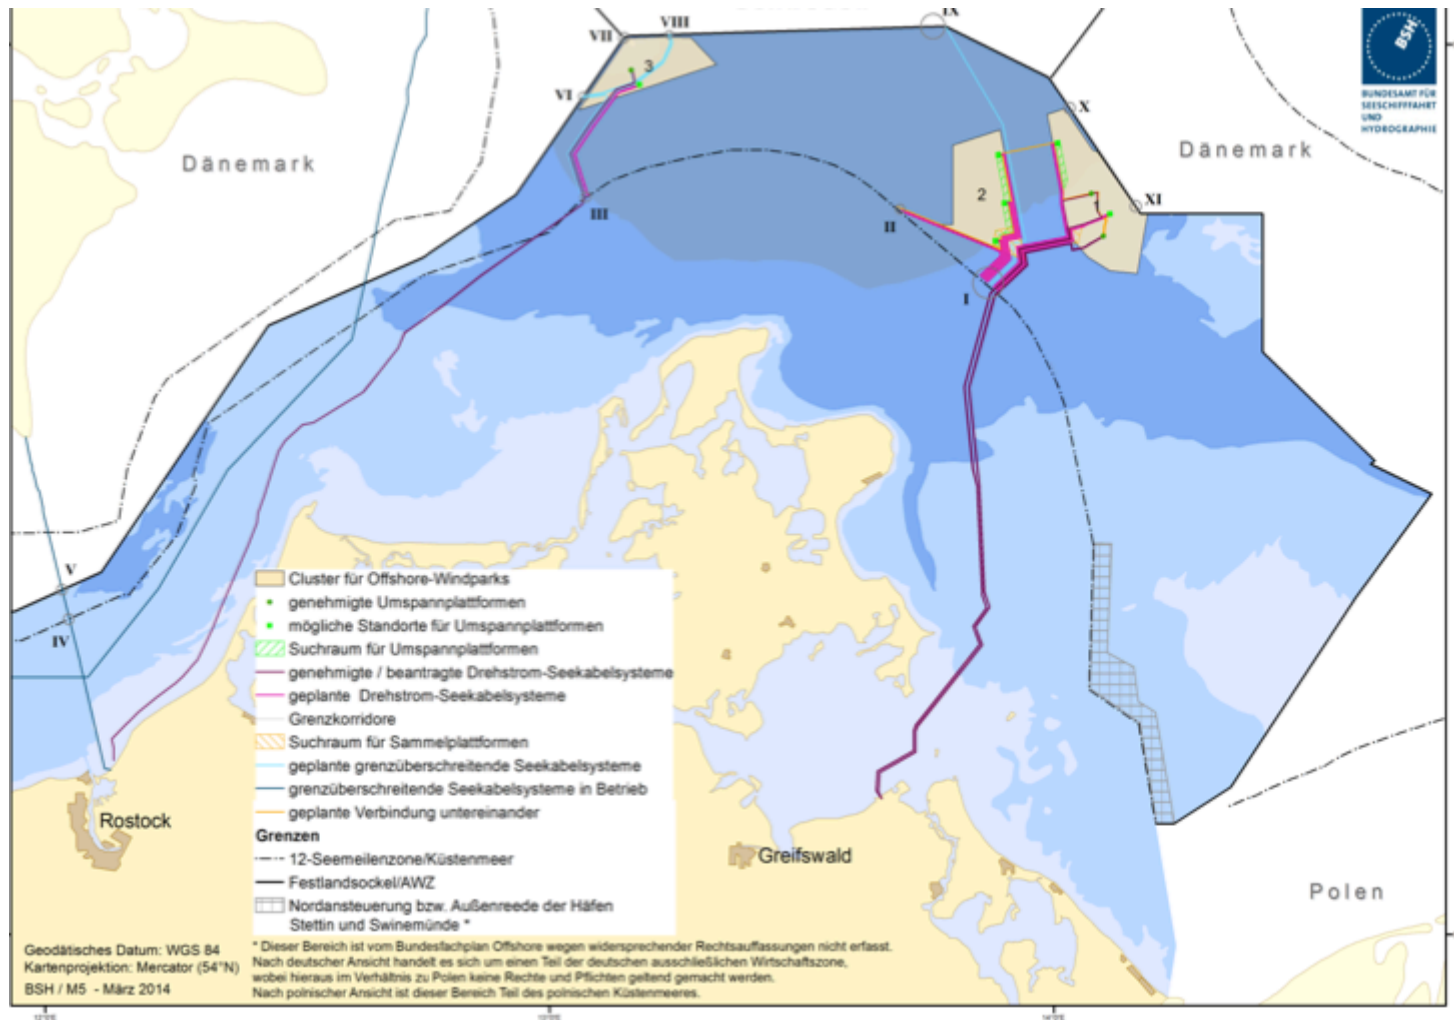 IX
VIII
VII
3
VI
BSH
BUNDESAMT FÜR
SEESCHIFFFAHRT
UND
HYDROGRAPHIE
X
Dänemark
Dänemark
2
1
XI
III
II
I
V
IV
Cluster für Offshore-Windparks
genehmigte Umspannplattformen
mögliche Standorte für Umspannplattformen
Suchraum für Umspannplattformen
genehmigte / beantragte Drehstrom-Seekabelsysteme
geplante Drehstrom-Seekabelsysteme
Grenzkorridore
Suchraum für Sammelplattformen
geplante grenzüberschreitende Seekabelsysteme
grenzüberschreitende Seekabelsysteme in Betrieb
geplante Verbindung untereinander
Grenzen
12-Seemeilenzone/Küstenmeer
Festlandsockel/AWZ
Nordansteuerung bzw. Außenreede der Häfen
Stettin und Swinemünde *
Rostock
Greifswald
Polen
Geodätisches Datum: WGS 84
Kartenprojektion: Mercator (54°N)
BSH / M5 - März 2014
* Dieser Bereich ist vom Bundesfachplan Offshore wegen widersprechender Rechtsauffassungen nicht erfasst.
Nach deutscher Ansicht handelt es sich um einen Teil der deutschen ausschließlichen Wirtschaftszone,
wobei hieraus im Verhältnis zu Polen keine Rechte und Pflichten geltend gemacht werden.
Nach polnischer Ansicht ist dieser Bereich Teil des polnischen Küstenmeeres.